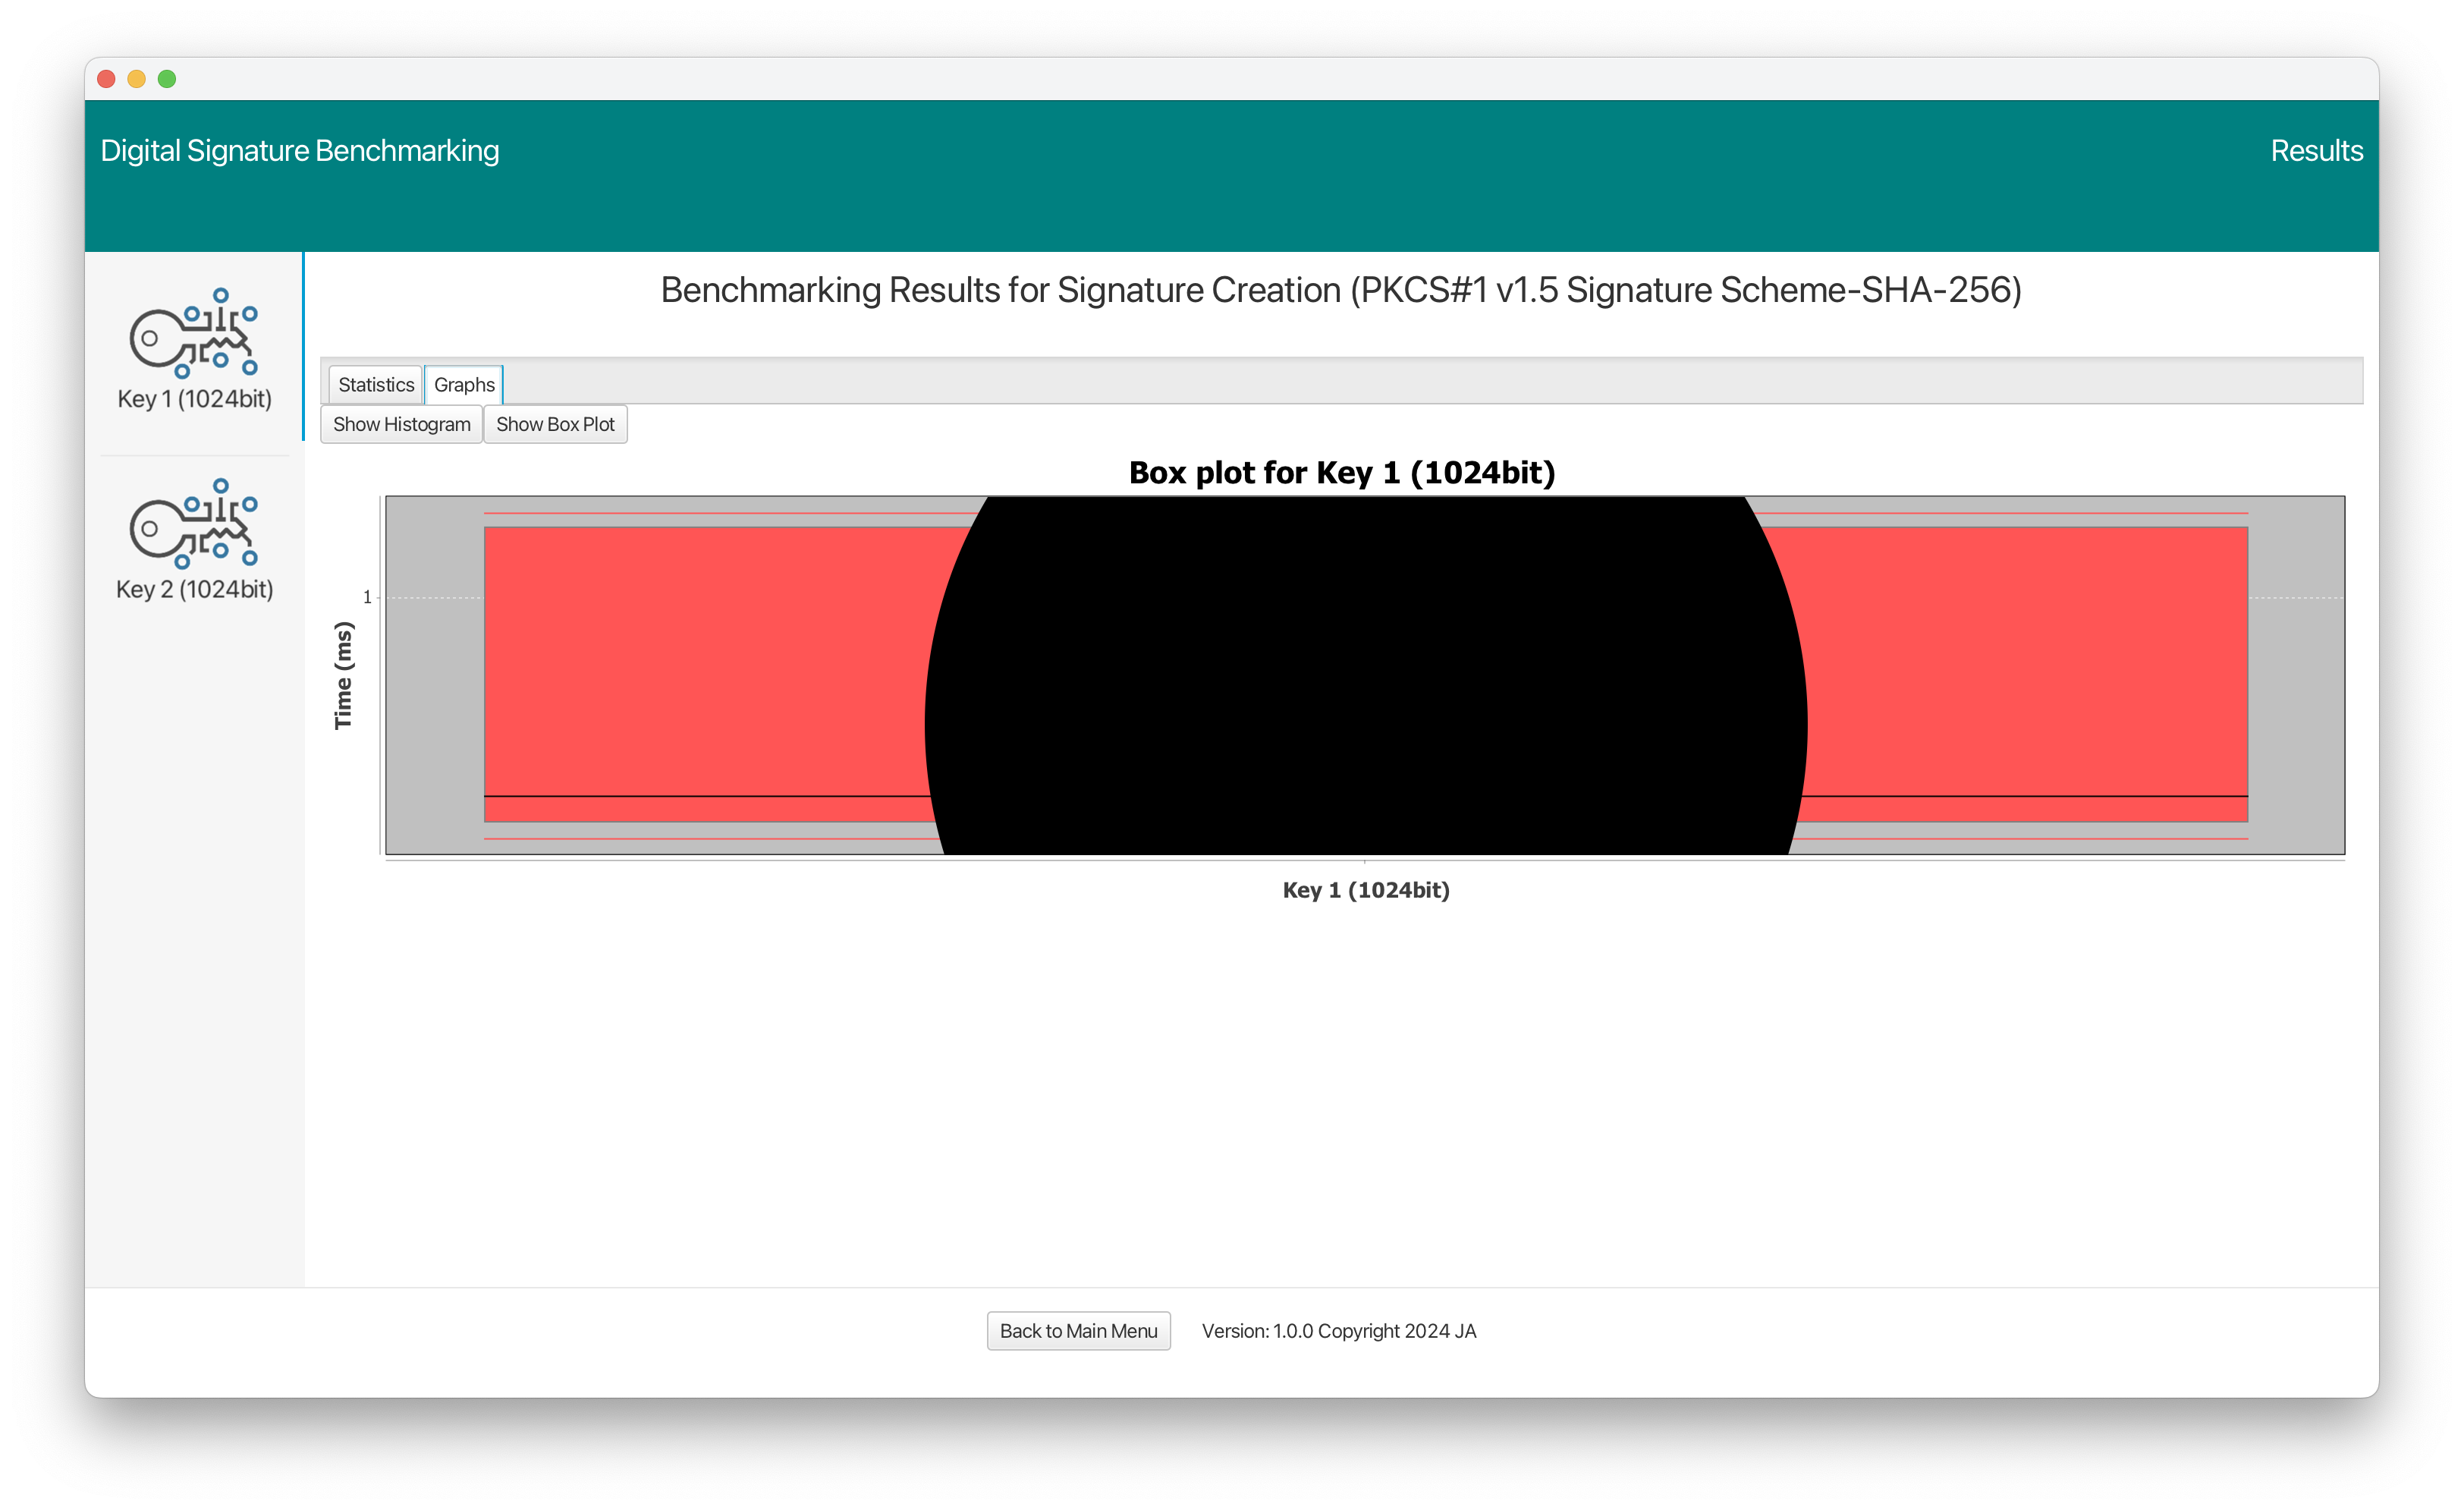 Digital Signature Benchmarking
Results
Key 1 (1024bit)
Key 2 (1024bit)
Benchmarking Results for Signature Creation (PKCS#1 v1.5 Signature Scheme-SHA-256)
Statistics
Graphs
Show Histogram
Show Box Plot
Box plot for Key 1 (1024bit)
Time (ms)
1
Key 1 (1024bit)
Back to Main Menu
Version: 1.0.0 Copyright 2024 JA